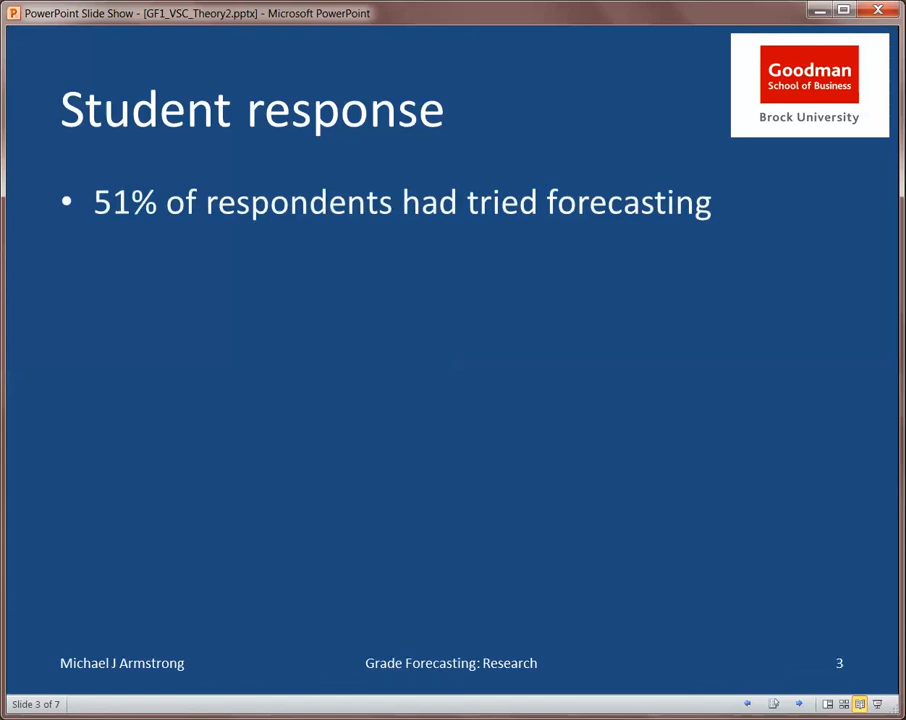 PowerPoint Slide Show - [GF1_VSC_Theory2.pptx] - Microsoft PowerPoint
Goodman
School of Business
Brock University
Student response
• 51% of respondents had tried forecasting
Michael J Armstrong
Grade Forecasting: Research
3
Slide 3 of 7